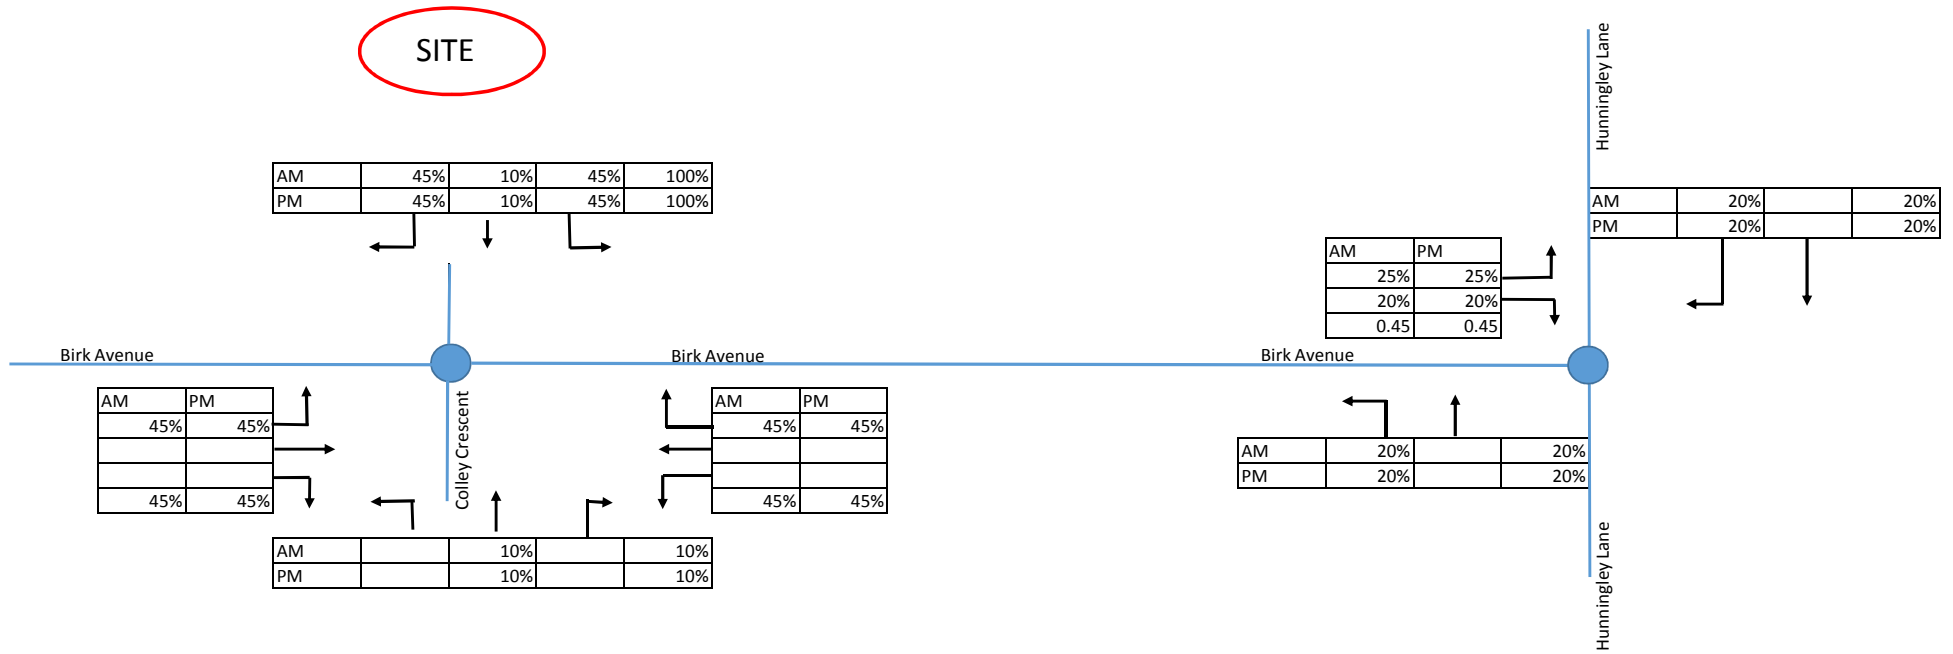 SITE
Hunningley Lane
AM 45% 10% 45% 100%
PM 45% 10% 45% 100%
AM 20% 20%
PM 20% 20%
AM PM
25% 25%
20% 20%
0.45 0.45
Birk Avenue
Birk Avenue
Birk Avenue
AM PM
45% 45%
45% 45%
Colley Crescent
AM PM
45% 45%
45% 45%
AM 20% 20%
PM 20% 20%
AM 10% 10%
PM 10% 10%
Hunningley Lane